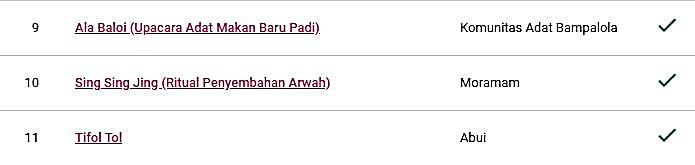 9 Ala Baloi (Upacara Adat Makan Baru Padi) Komunitas Adat Bampalola
10 Sing Sing Jing (Ritual Penyembahan Arwah) Moramam
11 Tifol Tol Abui